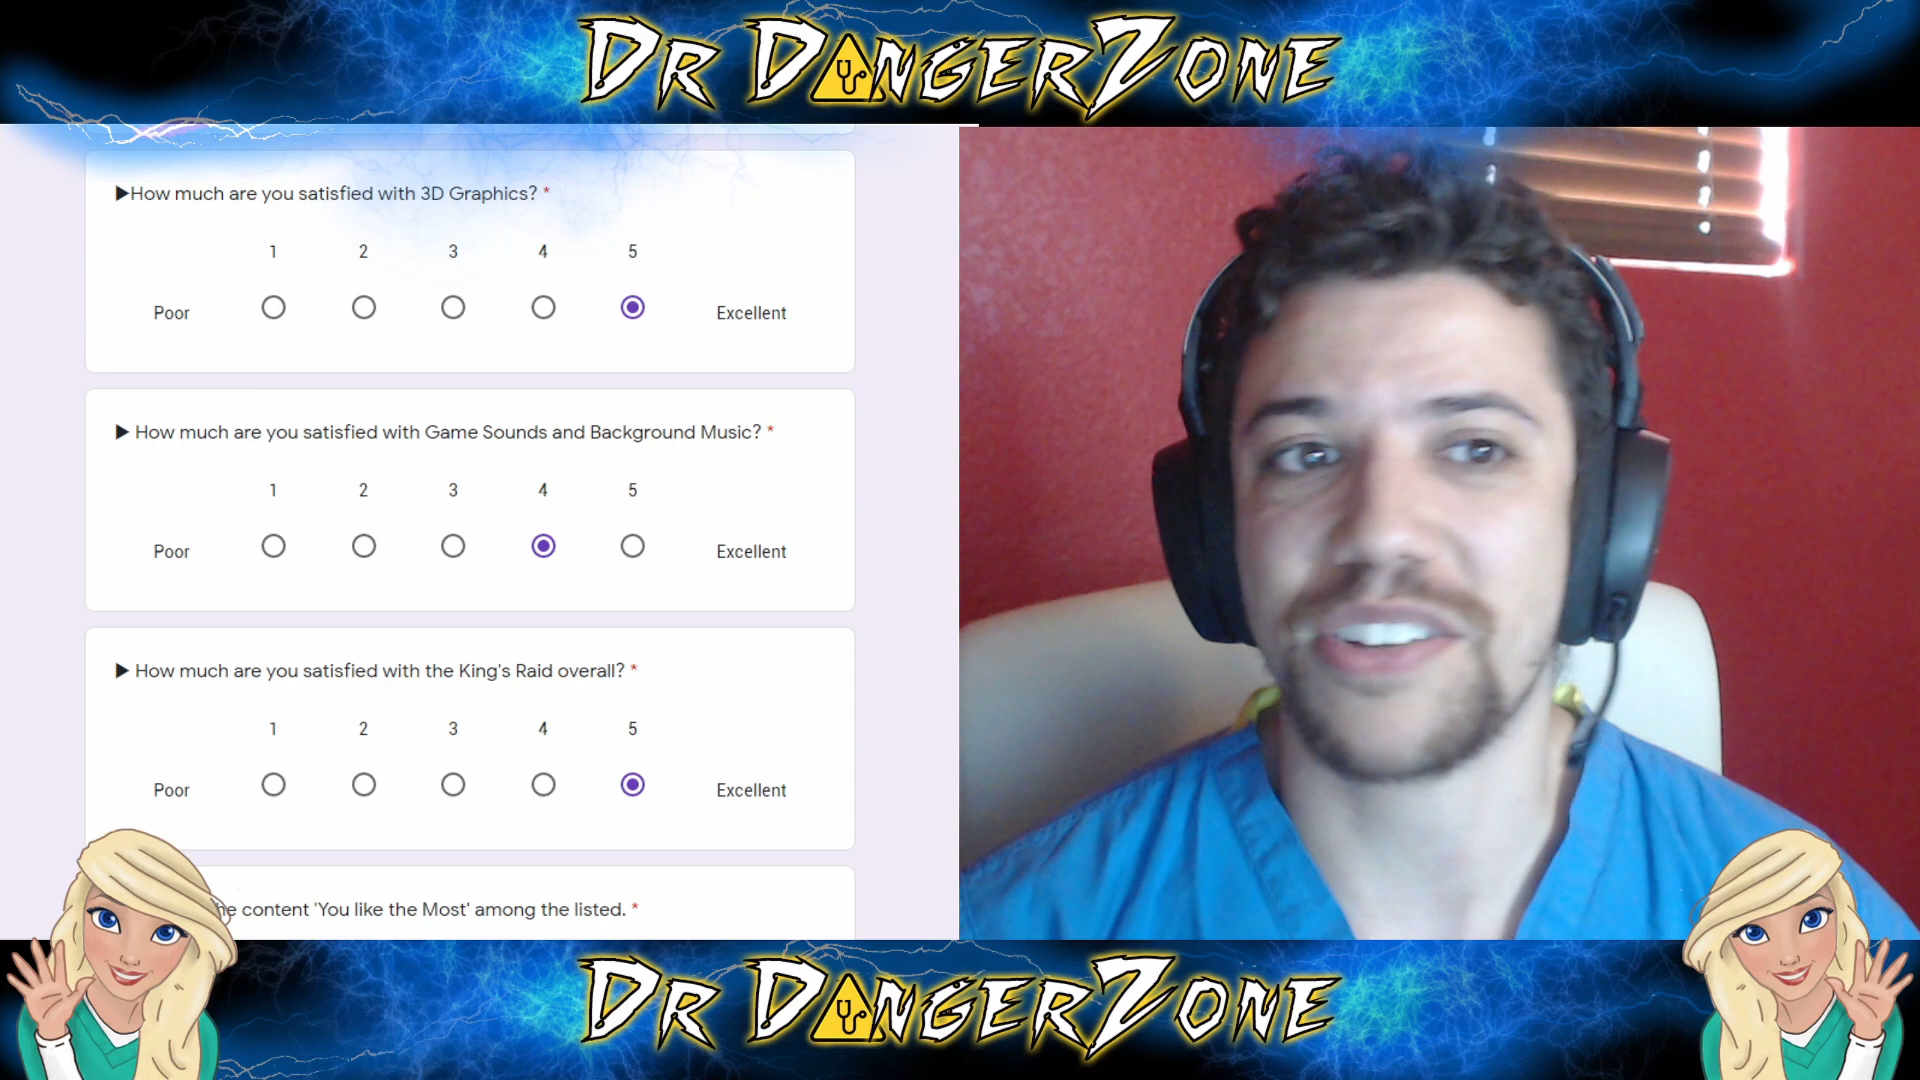 DR DANGERZONE
▶How much are you satisfied with 3D Graphics? *
1 2 3 4 5
Poor Excellent
▶ How much are you satisfied with Game Sounds and Background Music? *
1 2 3 4 5
Poor Excellent
▶ How much are you satisfied with the King's Raid overall? *
1 2 3 4 5
Poor Excellent
content 'You like the Most' among the listed. *
DR DANGERZONE